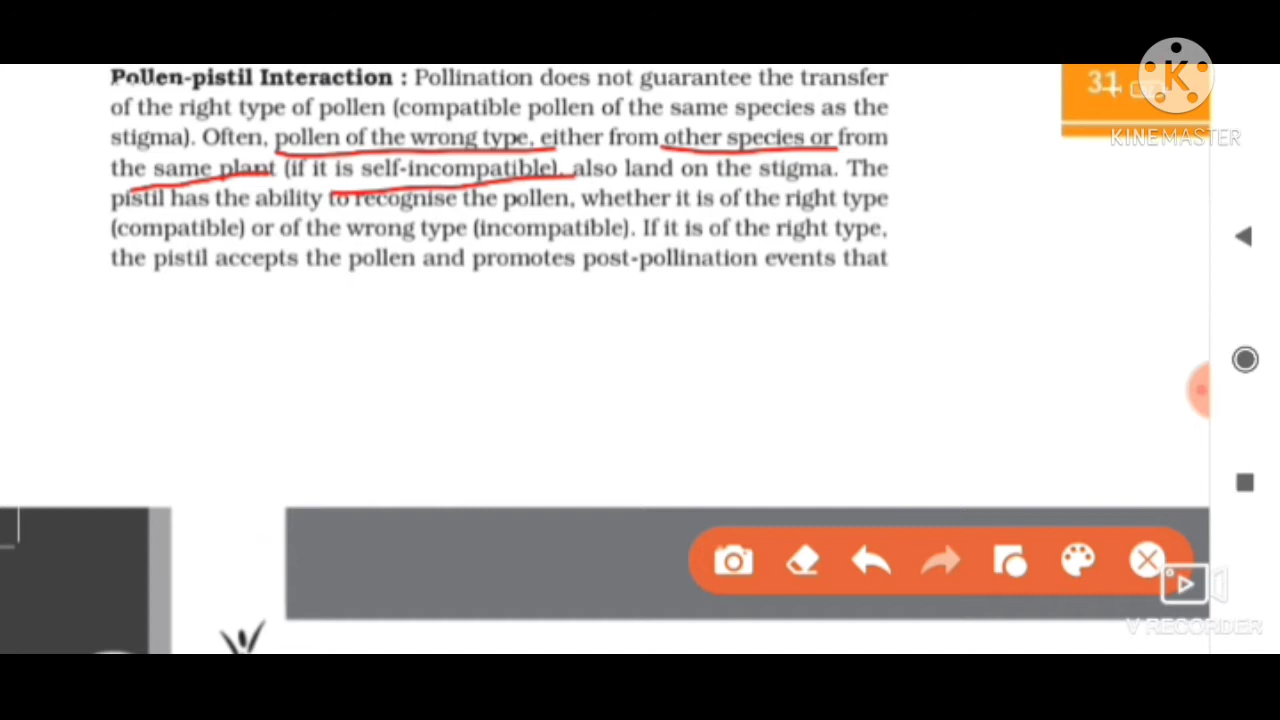 Pollen-pistil Interaction : Pollination does not guarantee the transfer
of the right type of pollen (compatible pollen of the same species as the
stigma). Often, pollen of the wrong type, either from other species or from
the same plant (if it is self-incompatible), also land on the stigma. The
pistil has the ability to recognise the pollen, whether it is of the right type
(compatible) or of the wrong type (incompatible). If it is of the right type,
the pistil accepts the pollen and promotes post-pollination events that
31
K
KINEMASTER
V RECORDER